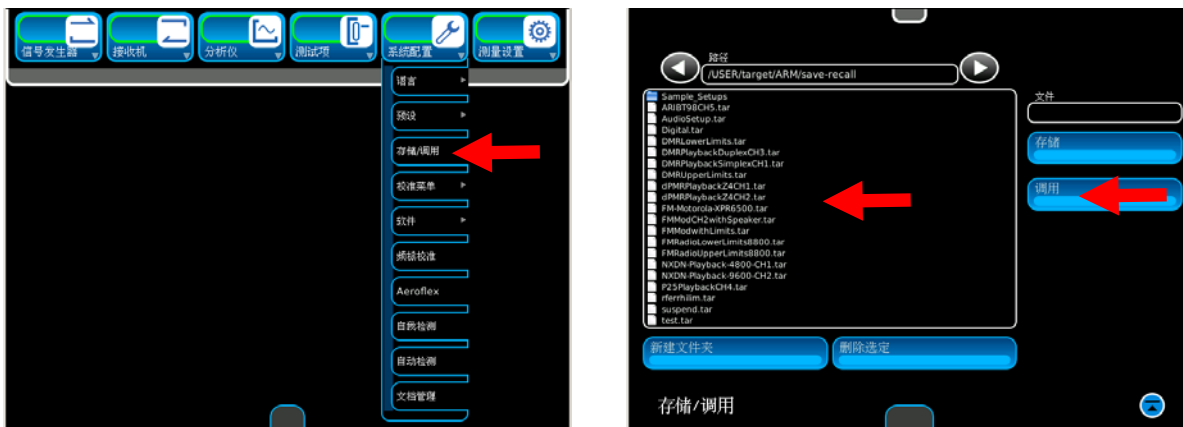 信号发生器
接收机
分析仪
测试项
系统配置
测量设置
语言
预设
存储/调用
校准菜单
软件
频标校准
Aeroflex
自我检测
自动检测
文档管理
路径
/USER/target/ARM/save-recall
Sample_Setups
ARIBT98CH5.tar
AudioSetup.tar
Digital.tar
DMRLowerLimits.tar
DMRPlaybackDuplexCH3.tar
DMRPlaybackSimplexCH1.tar
DMRUpperLimits.tar
dPMRPlaybackZ4CH1.tar
dPMRPlaybackZ4CH2.tar
FM-Motorola-XPR6500.tar
FMModCH2withSpeaker.tar
FMModwithLimits.tar
FMRadioLowerLimits8800.tar
FMRadioUpperLimits8800.tar
NXDN-Playback-4800-CH1.tar
NXDN-Playback-9600-CH2.tar
P25PlaybackCH4.tar
rferrhilim.tar
suspend.tar
test.tar
文件
存储
调用
新建文件夹
删除选定
存储/调用